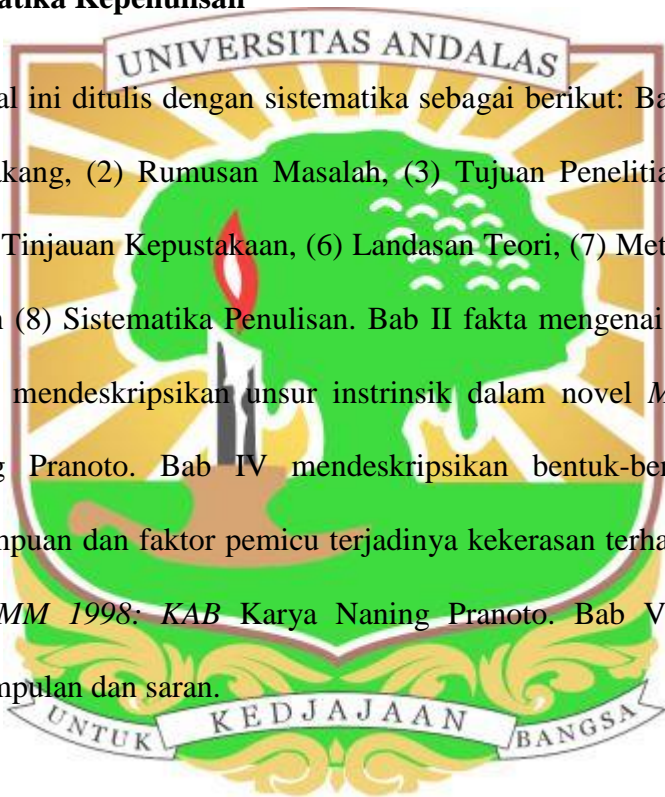 atika Kepenulisan
UNIVERSITAS ANDALAS
al ini ditulis dengan sistematika sebagai berikut: Ba
akang, (2) Rumusan Masalah, (3) Tujuan Penelitia
Tinjauan Kepustakaan, (6) Landasan Teori, (7) Met
(8) Sistematika Penulisan. Bab II fakta mengenai
mendeskripsikan unsur instrinsik dalam novel M
g Pranoto. Bab IV mendeskripsikan bentuk-ber
mpuan dan faktor pemicu terjadinya kekerasan terha
MM 1998: KAB Karya Naning Pranoto. Bab V
mpulan dan saran.
UNTUK KEDJAJAAN BANGSA